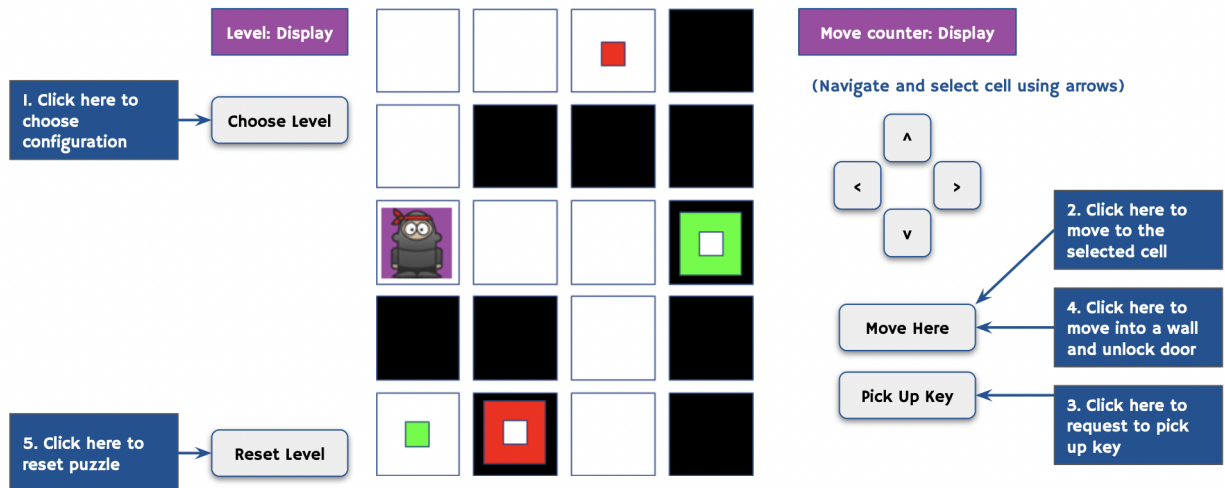 Level: Display
Move counter: Display
(Navigate and select cell using arrows)
1. Click here to
choose
configuration
Choose Level
^
<
>
v
2. Click here to
move to the
selected cell
Move Here
4. Click here to
move into a wall
and unlock door
Pick Up Key
3. Click here to
request to pick
up key
5. Click here to
reset puzzle
Reset Level